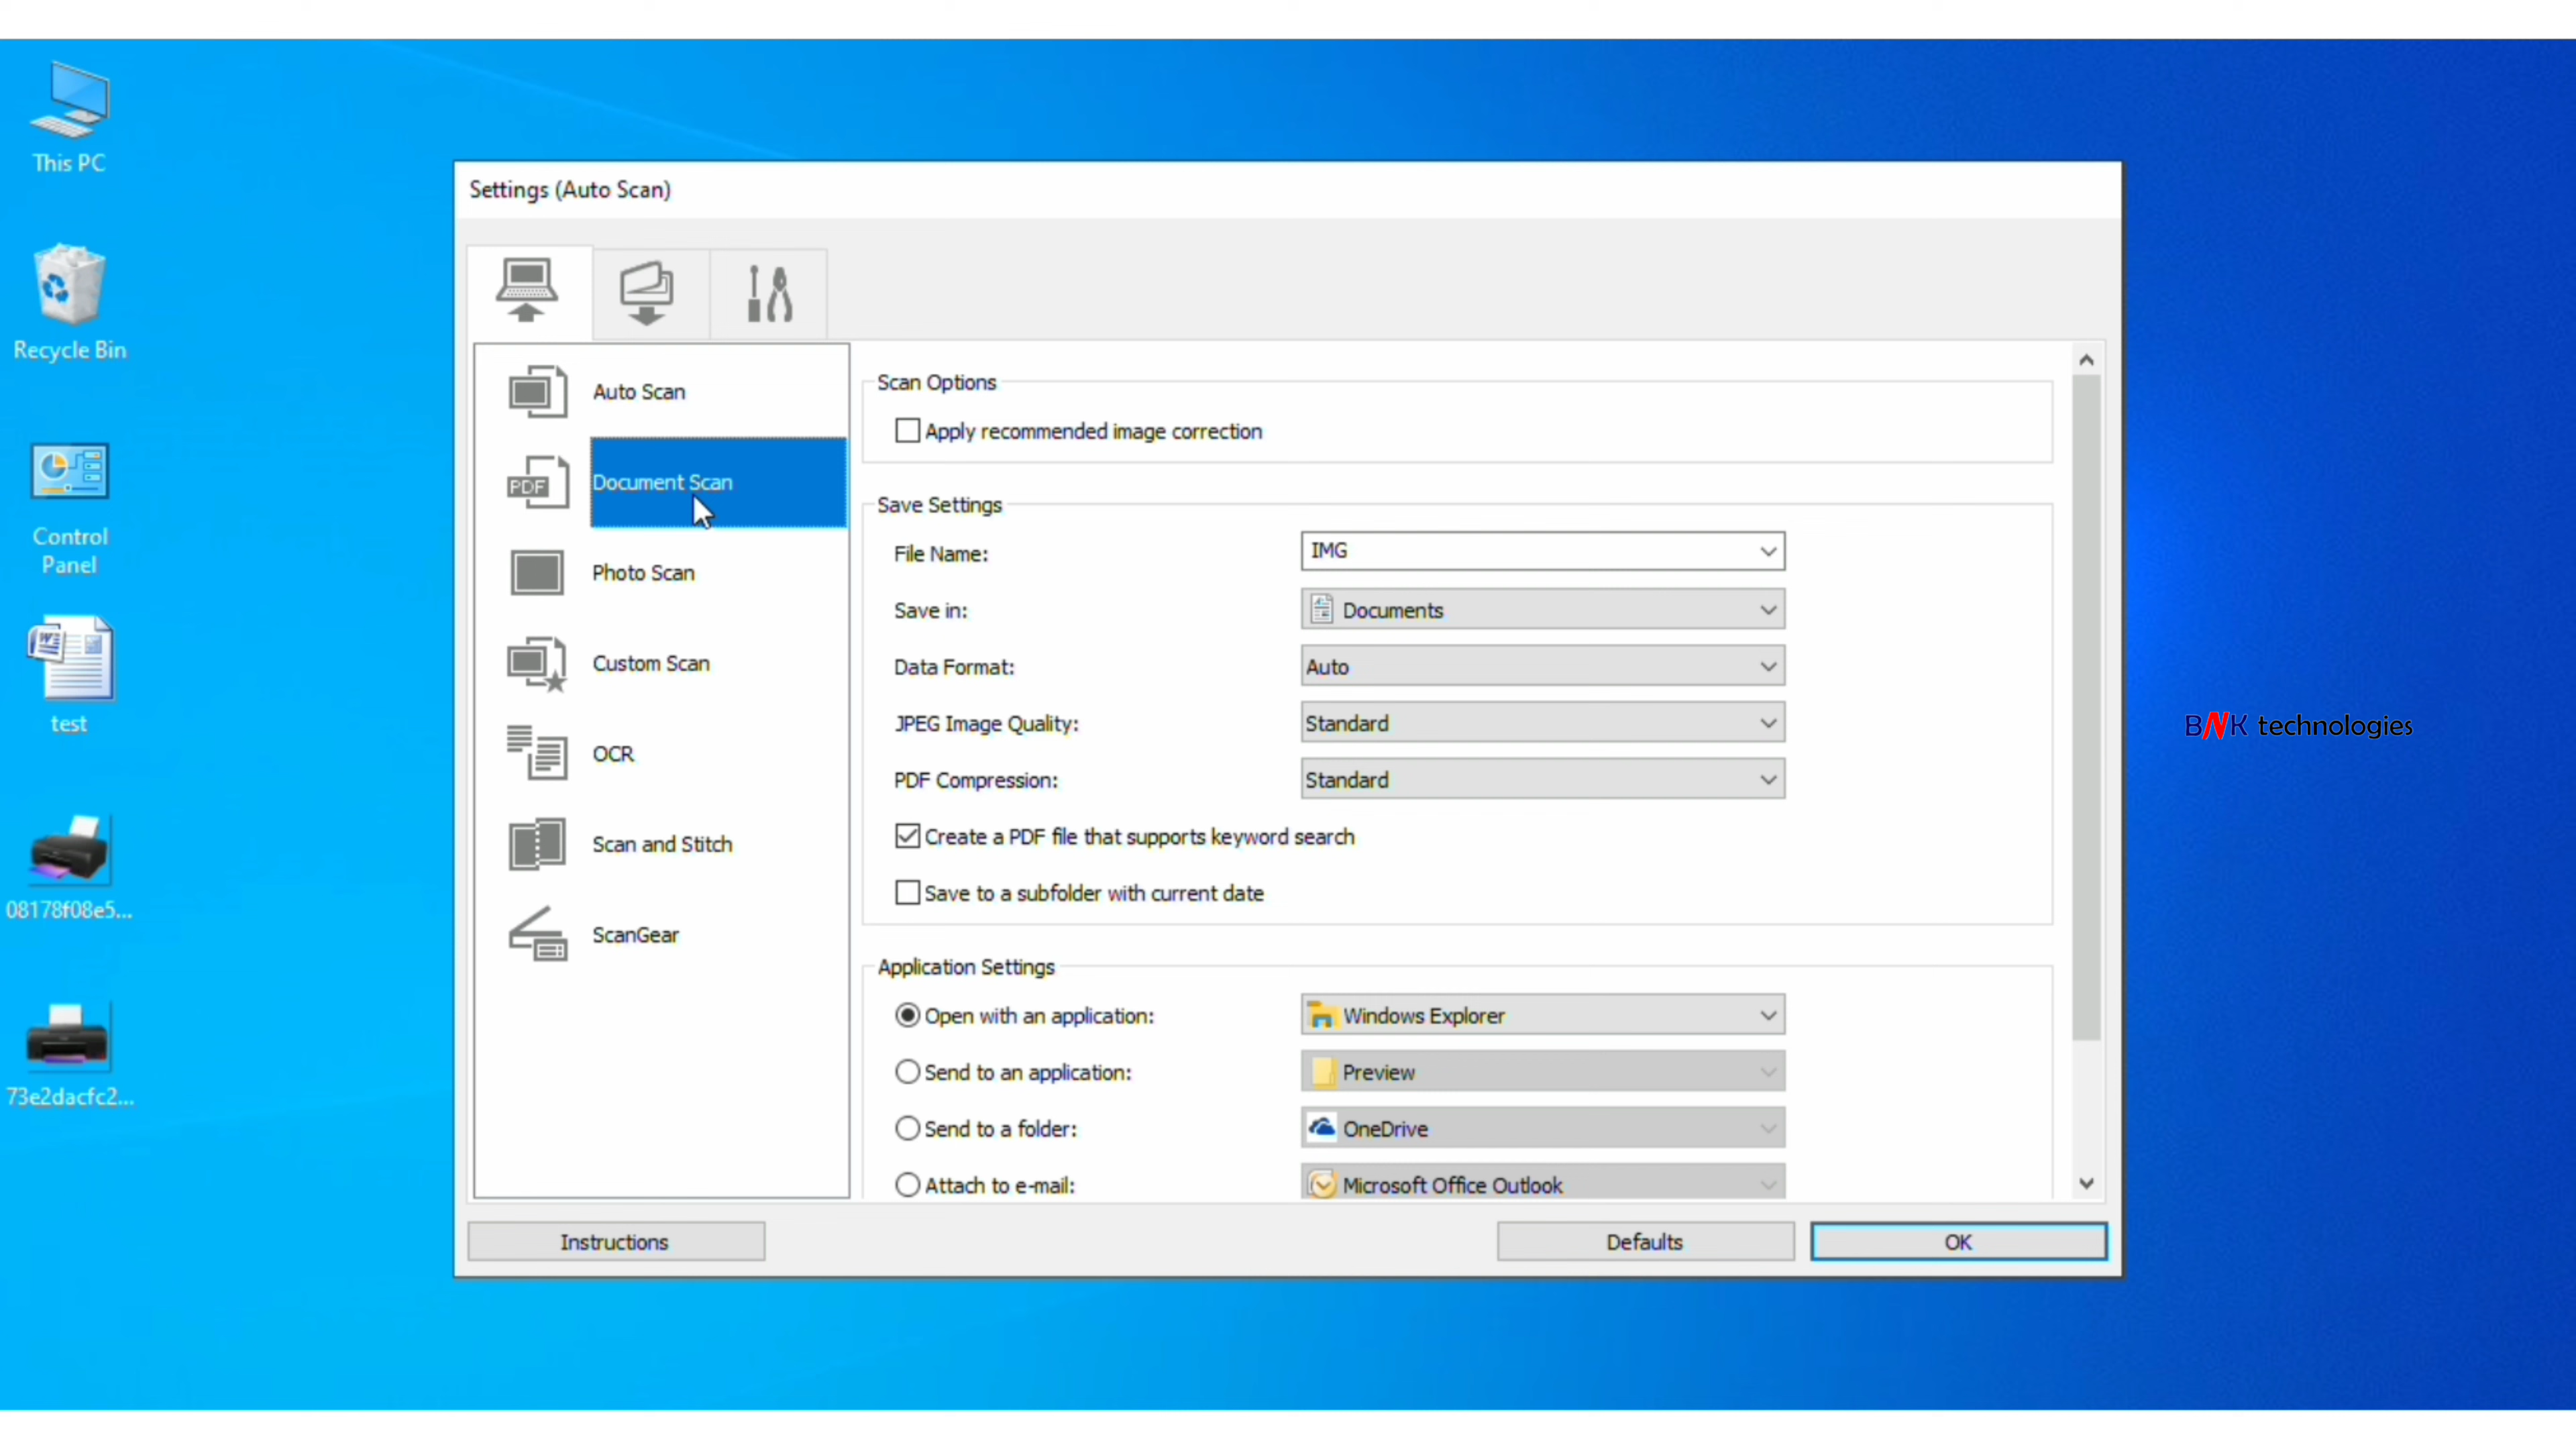 This PC
Recycle Bin
Control
Panel
test
08178f08e5...
73e2dacfc2...
Settings (Auto Scan)
Auto Scan
PDF
Document Scan
Photo Scan
Custom Scan
OCR
Scan and Stitch
ScanGear
Scan Options
Apply recommended image correction
Save Settings
File Name: IMG
Save in: Documents
Data Format: Auto
JPEG Image Quality: Standard
PDF Compression: Standard
Create a PDF file that supports keyword search
Save to a subfolder with current date
Application Settings
Open with an application: Windows Explorer
Send to an application: Preview
Send to a folder: OneDrive
Attach to e-mail: Microsoft Office Outlook
Instructions
Defaults
OK
BNK technologies